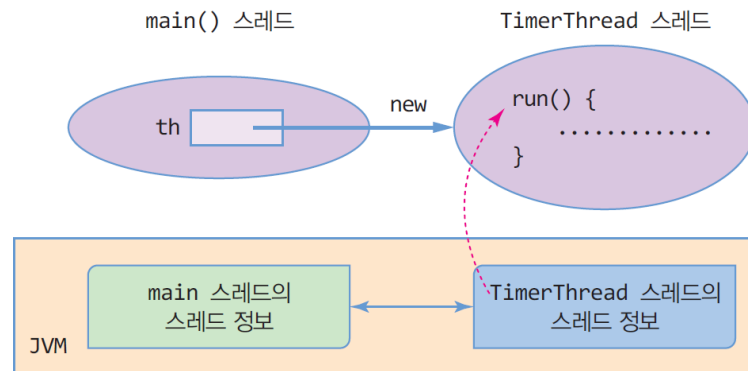 main() 스레드
TimerThread 스레드
th
new
run() {
.............
}
main 스레드의
스레드 정보
TimerThread 스레드의
스레드 정보
JVM